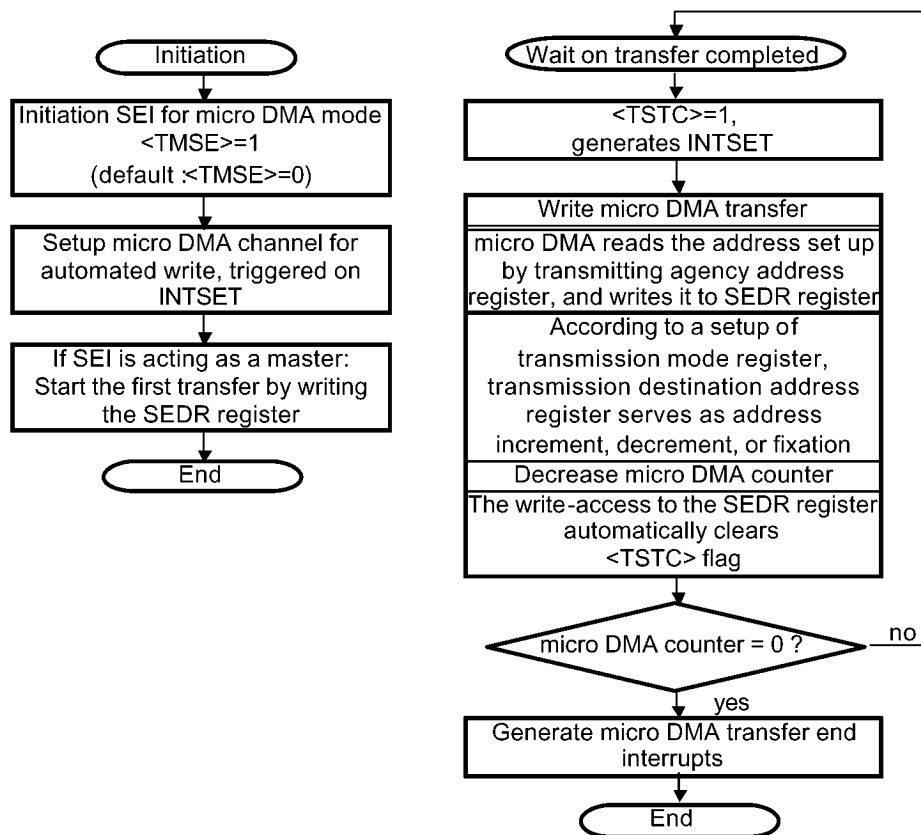 Initiation
Initiation SEI for micro DMA mode
<TMSE>=1
(default :<TMSE>=0)
Setup micro DMA channel for
automated write, triggered on
INTSET
If SEI is acting as a master:
Start the first transfer by writing
the SEDR register
End
Wait on transfer completed
<TSTC>=1,
generates INTSET
Write micro DMA transfer
micro DMA reads the address set up
by transmitting agency address
register, and writes it to SEDR register
According to a setup of
transmission mode register,
transmission destination address
register serves as address
increment, decrement, or fixation
Decrease micro DMA counter
The write-access to the SEDR register
automatically clears
<TSTC> flag
micro DMA counter = 0 ?
no
yes
Generate micro DMA transfer end
interrupts
End